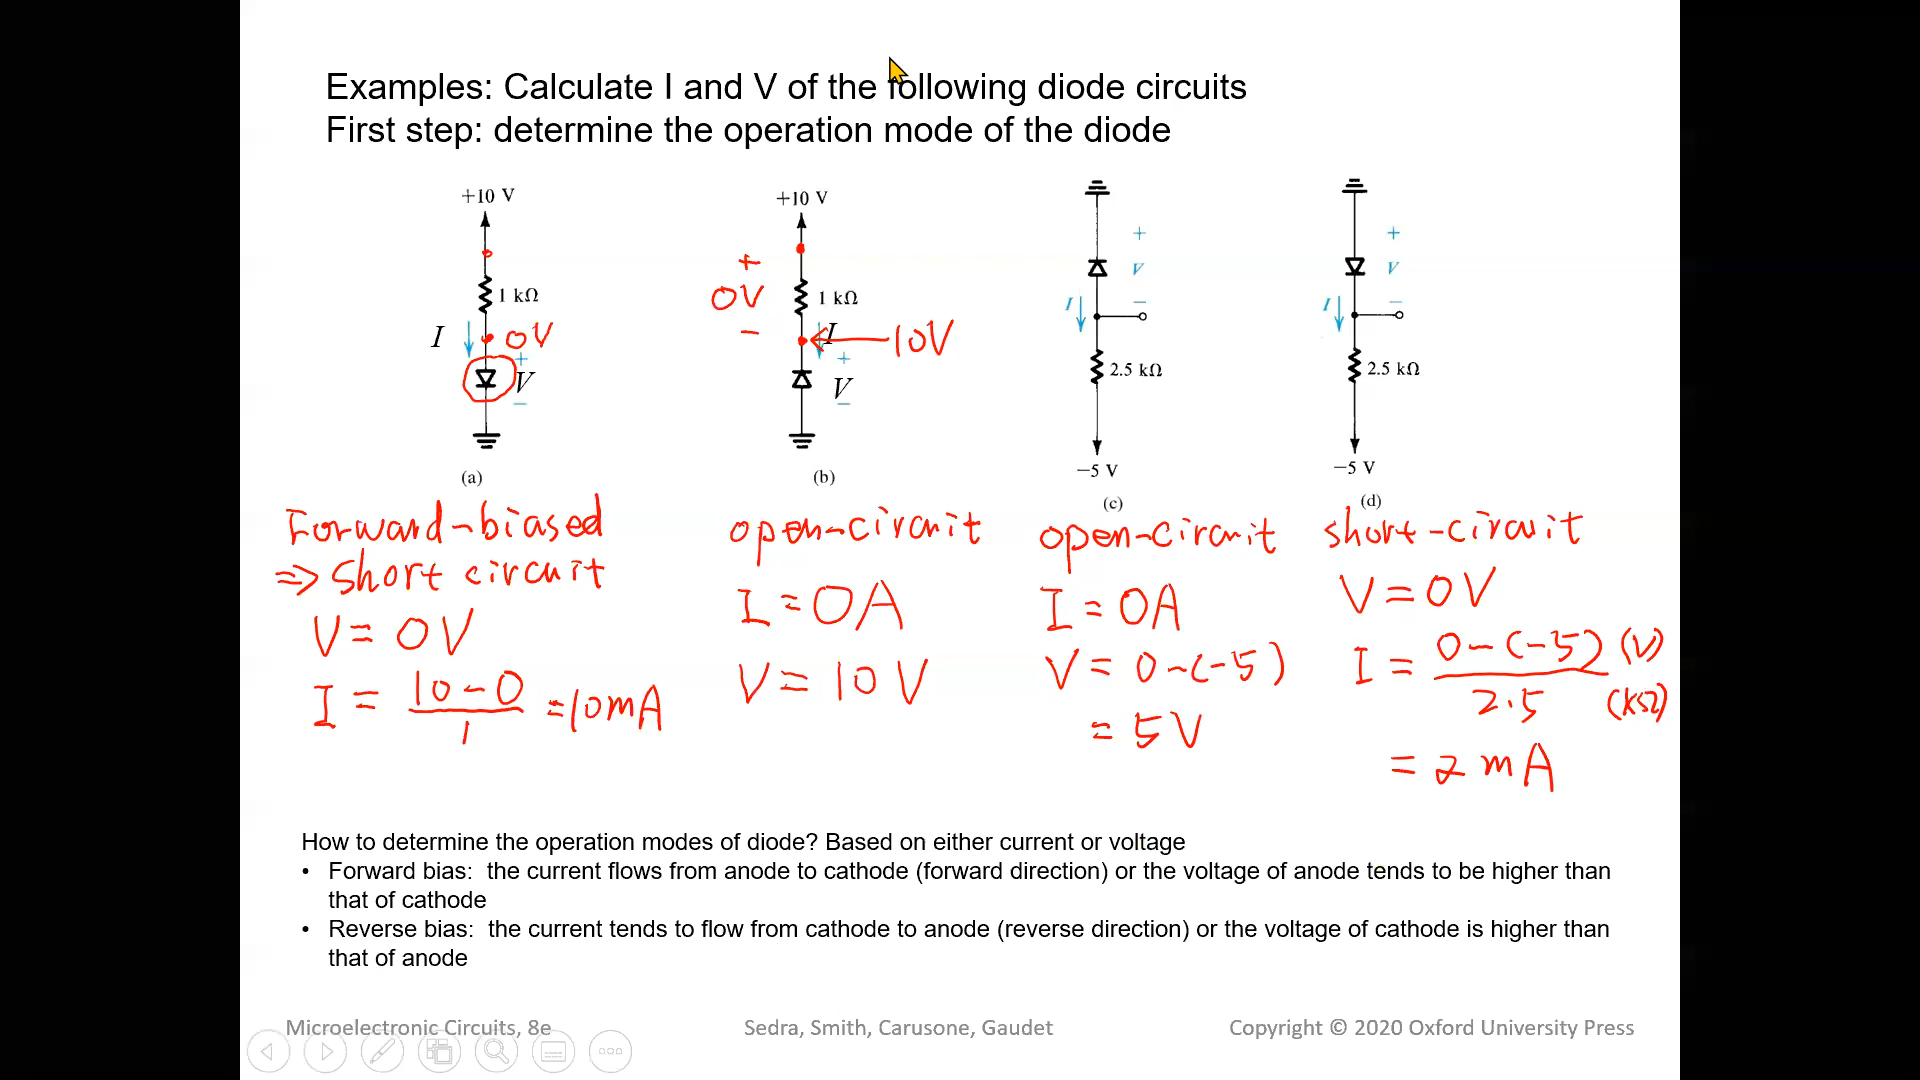 Examples: Calculate I and V of the following diode circuits
First step: determine the operation mode of the diode
+10 V
1 kΩ
I
0V
+
V
−
(a)
+10 V
+
0V
−
1 kΩ
I
10V
+
V
−
(b)
+
V
−
I
2.5 kΩ
−5 V
(c)
+
V
−
I
2.5 kΩ
−5 V
(d)
Forward-biased
=> short circuit
V = 0V
I = 10-0 / 1 = 10mA
open-circuit
I = 0A
V = 10V
open-circuit
I = 0A
V = 0-(-5)
= 5V
short-circuit
V = 0V
I = 0-(-5) (V) / 2.5 (kΩ)
= 2mA
How to determine the operation modes of diode? Based on either current or voltage
• Forward bias: the current flows from anode to cathode (forward direction) or the voltage of anode tends to be higher than
that of cathode
• Reverse bias: the current tends to flow from cathode to anode (reverse direction) or the voltage of cathode is higher than
that of anode
Microelectronic Circuits, 8e
Sedra, Smith, Carusone, Gaudet
Copyright © 2020 Oxford University Press